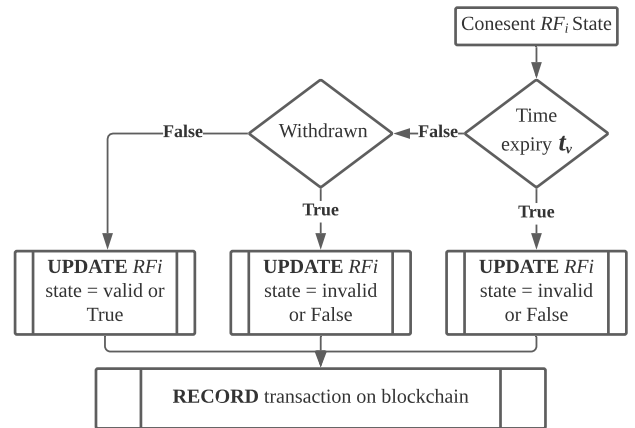 Conesent RFi State
Time
expiry tv
False
Withdrawn
False
True
True
UPDATE RFi
state = valid or
True
UPDATE RFi
state = invalid
or False
UPDATE RFi
state = invalid
or False
RECORD transaction on blockchain